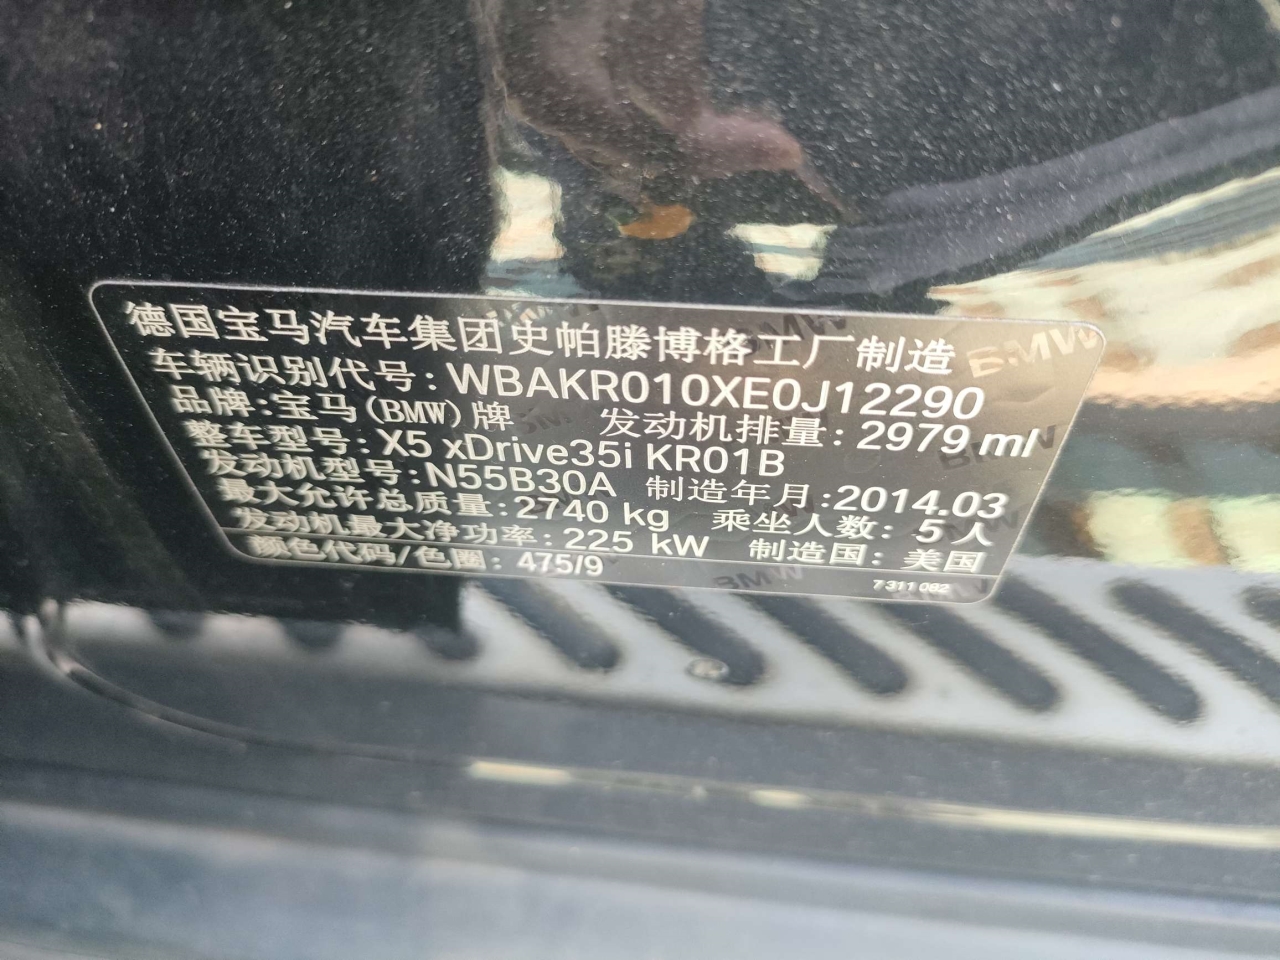 德国宝马汽车集团史帕滕博格工厂制造
车辆识别代号: WBAKR010XE0J12290
品牌: 宝马(BMW)牌 发动机排量: 2979 ml
整车型号: X5 xDrive35i KR01B
发动机型号: N55B30A 制造年月: 2014.03
最大允许总质量: 2740 kg 乘坐人数: 5 人
发动机最大净功率: 225 kW 制造国: 美国
颜色代码/色圈: 475/9
7 311 082